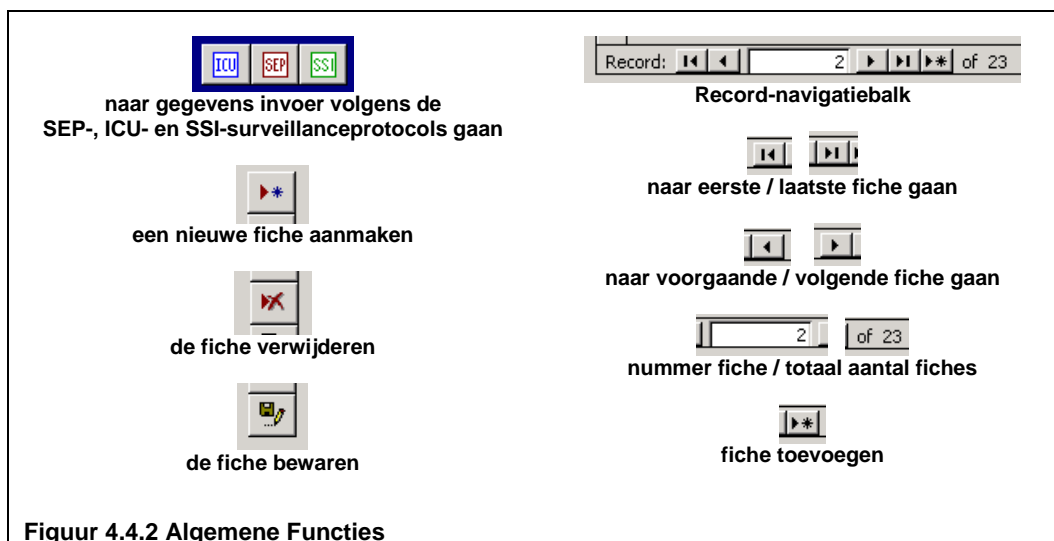 ICU SEP SSI
naar gegevens invoer volgens de
SEP-, ICU- en SSI-surveillanceprotocols gaan
een nieuwe fiche aanmaken
de fiche verwijderen
de fiche bewaren
Record: 2 of 23
Record-navigatiebalk
naar eerste / laatste fiche gaan
naar voorgaande / volgende fiche gaan
2 of 23
nummer fiche / totaal aantal fiches
fiche toevoegen
Figuur 4.4.2 Algemene Functies